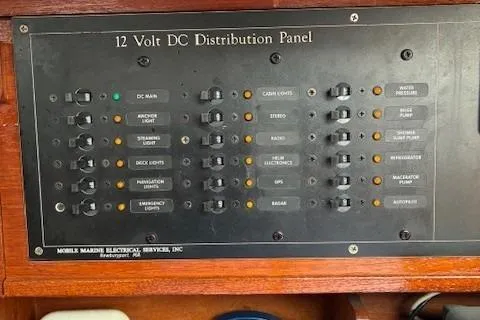 12 Volt DC Distribution Panel
DC MAIN
ANCHOR
LIGHT
STEAMING
LIGHT
DECK LIGHTS
NAVIGATION
LIGHTS
EMERGENCY
LIGHTS
CABIN LIGHTS
STEREO
RADIO
HELM
ELECTRONICS
GPS
RADAR
WATER
PRESSURE
BILGE
PUMP
SHOWER
SUMP PUMP
REFRIGERATOR
MACERATOR
PUMP
AUTOPILOT
MOBILE MARINE ELECTRICAL SERVICES, INC
Newburyport, MA